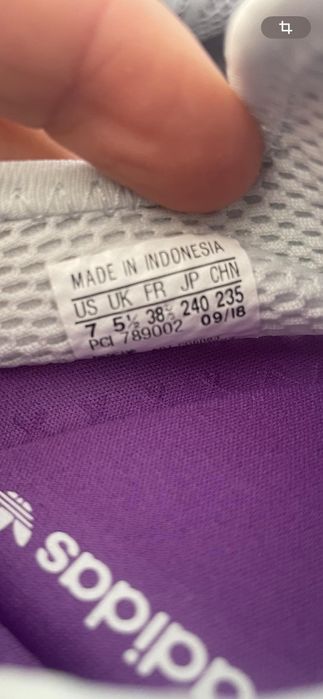 MADE IN INDONESIA
US UK FR JP CHN
7 5½ 38⅔ 240 235
PCI 789002 09/18
adidas